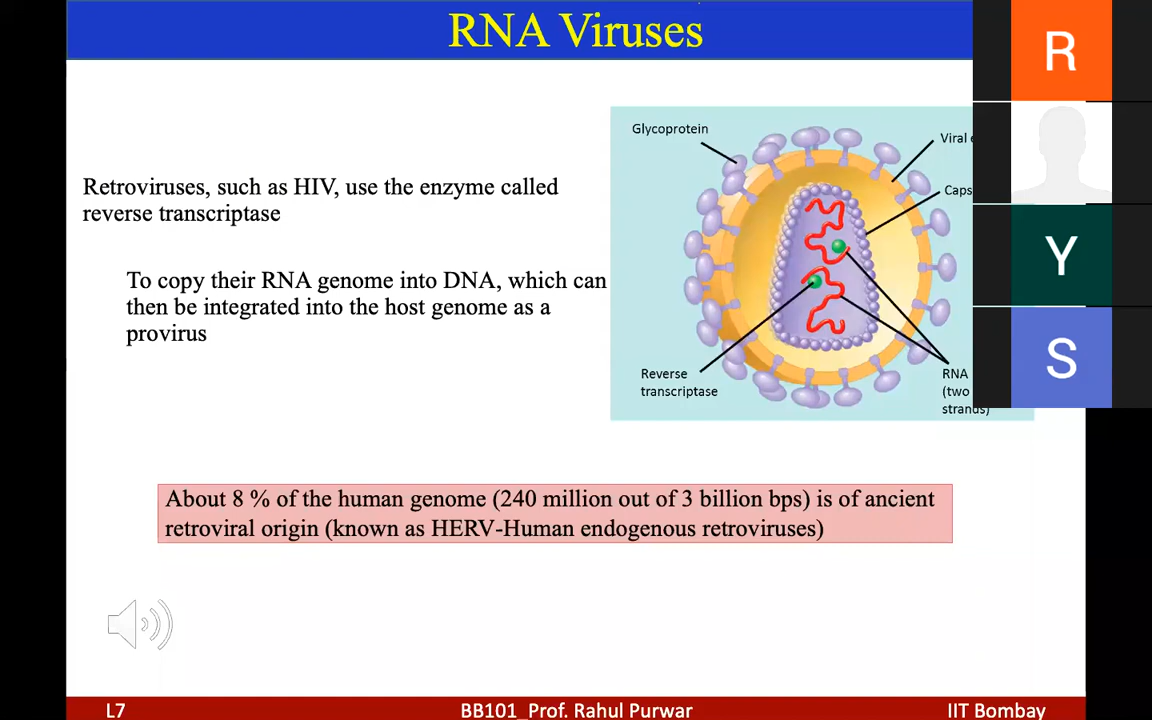 RNA Viruses
R
Glycoprotein
Viral
Retroviruses, such as HIV, use the enzyme called
reverse transcriptase
Y
To copy their RNA genome into DNA, which can
then be integrated into the host genome as a
provirus
S
Reverse
transcriptase
RNA
(two
strands)
About 8 % of the human genome (240 million out of 3 billion bps) is of ancient
retroviral origin (known as HERV-Human endogenous retroviruses)
L7
BB101_Prof. Rahul Purwar
IIT Bombay